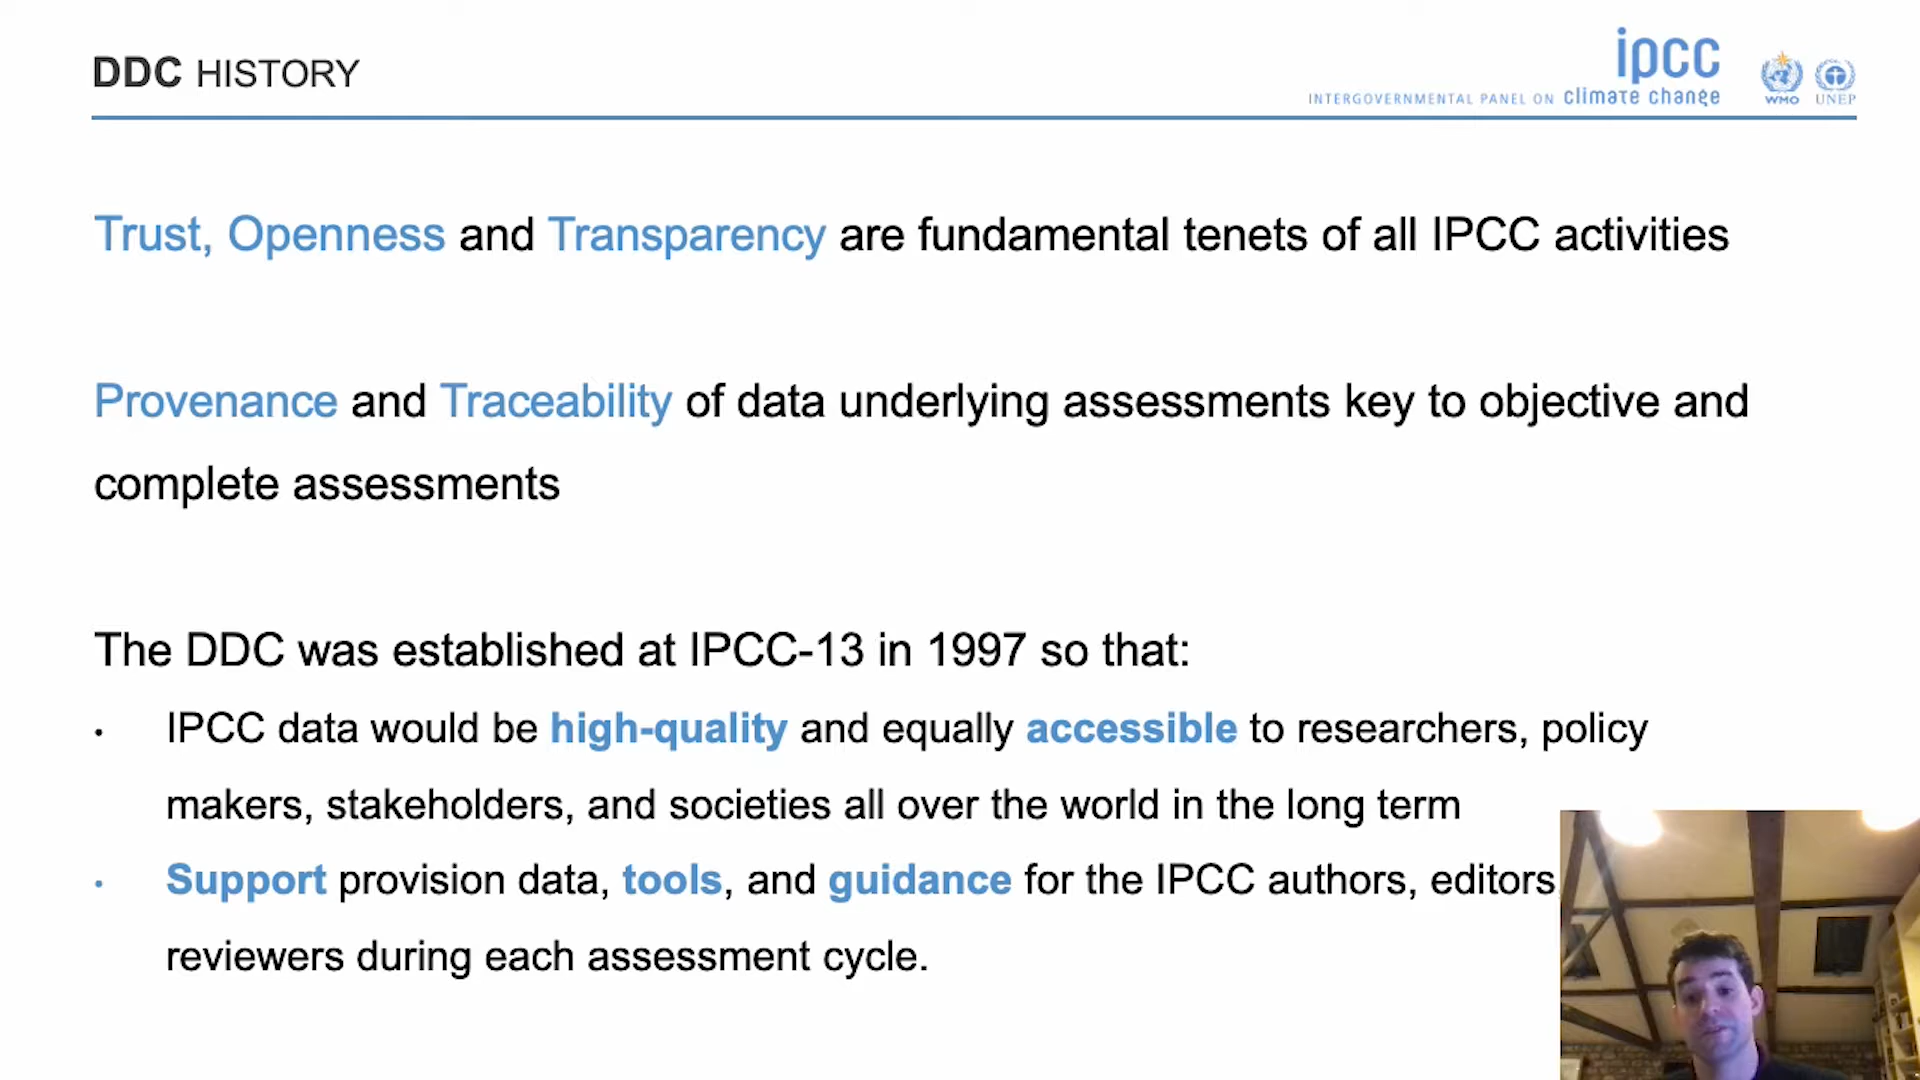 DDC HISTORY
ipcc
INTERGOVERNMENTAL PANEL ON climate change
WMO UNEP
Trust, Openness and Transparency are fundamental tenets of all IPCC activities
Provenance and Traceability of data underlying assessments key to objective and
complete assessments
The DDC was established at IPCC-13 in 1997 so that:
• IPCC data would be high-quality and equally accessible to researchers, policy
makers, stakeholders, and societies all over the world in the long term
• Support provision data, tools, and guidance for the IPCC authors, editors
reviewers during each assessment cycle.